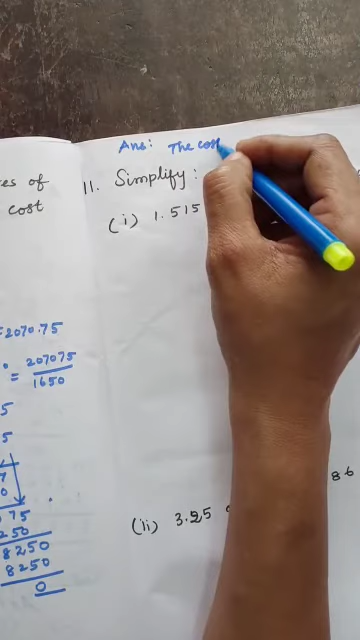 Ans: The cost
es of
cost
11. Simplify:
(i) 1.515
=2070.75
= 207075
1650
5
5
7
0
75
250
8250
8250
0
86
(ii) 3.25